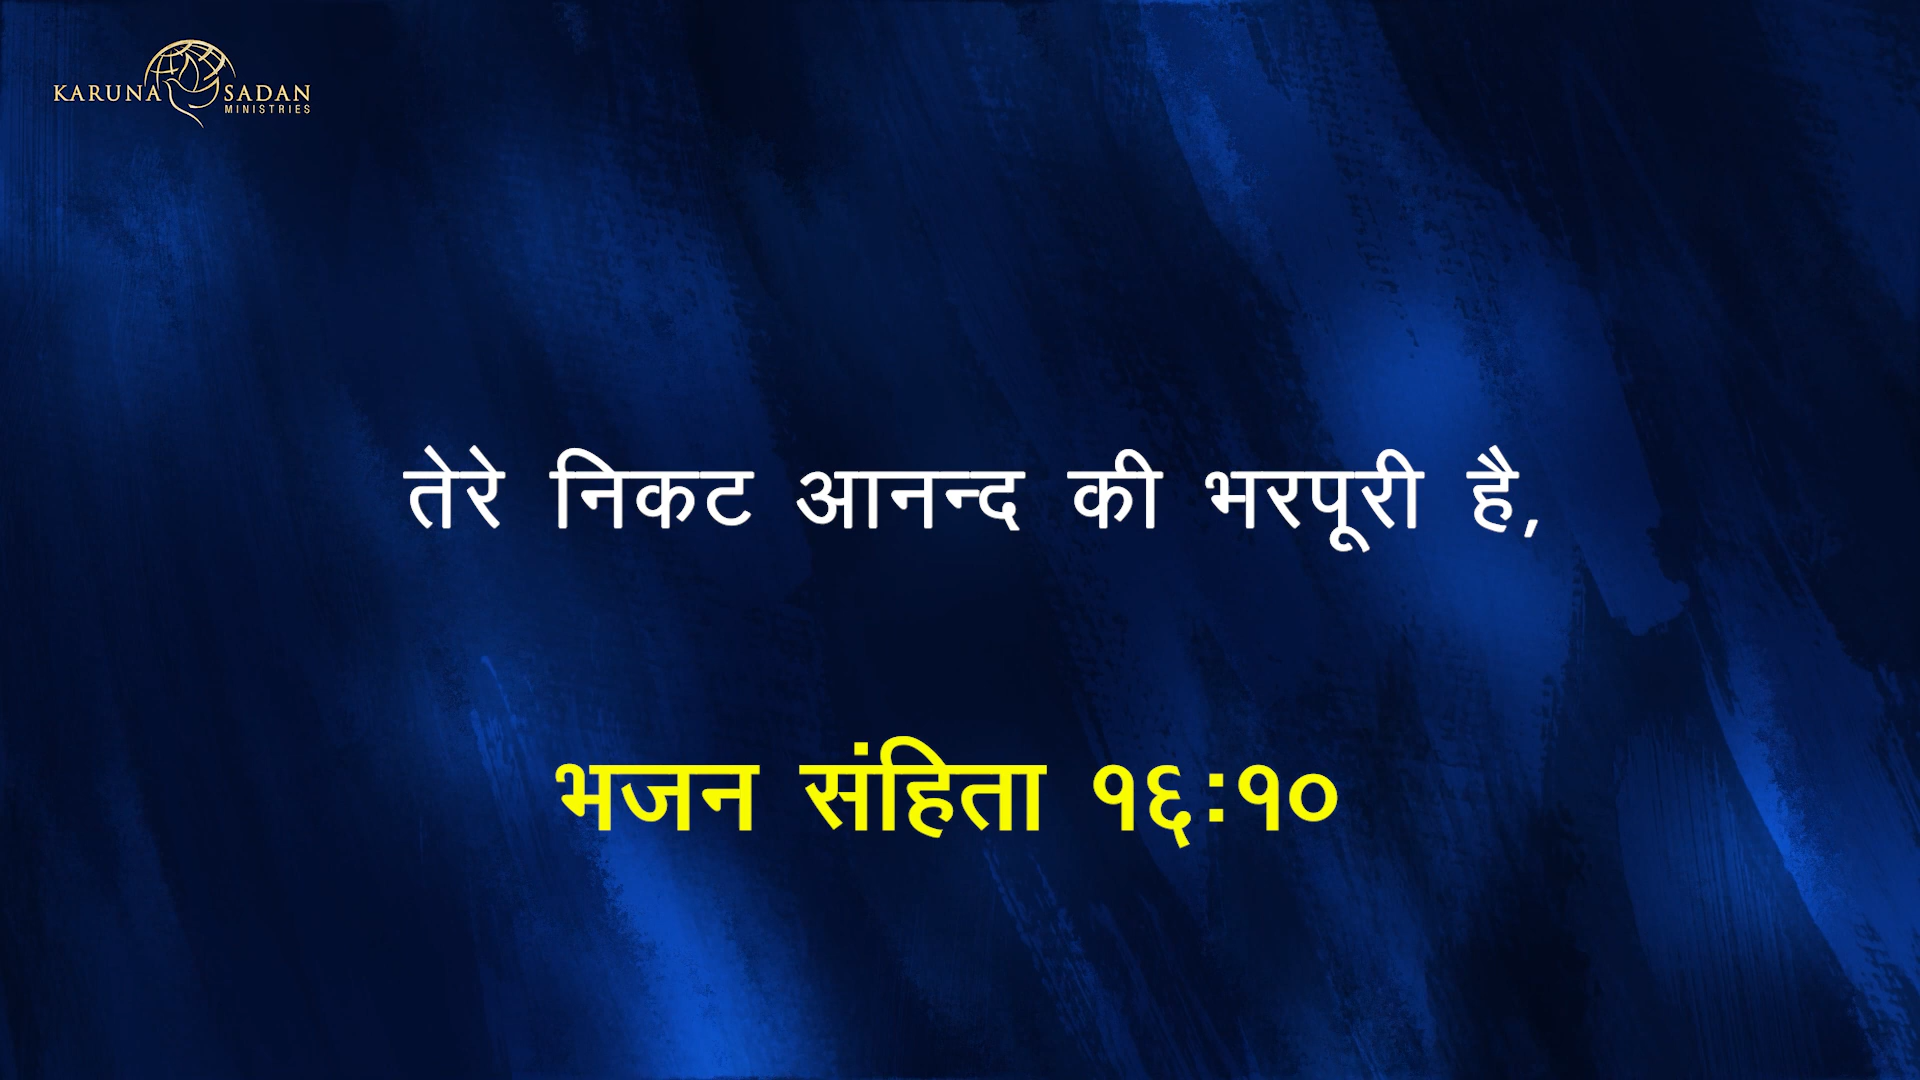 KARUNA SADAN
MINISTRIES
तेरे निकट आनन्द की भरपूरी है,
भजन संहिता १६:१०